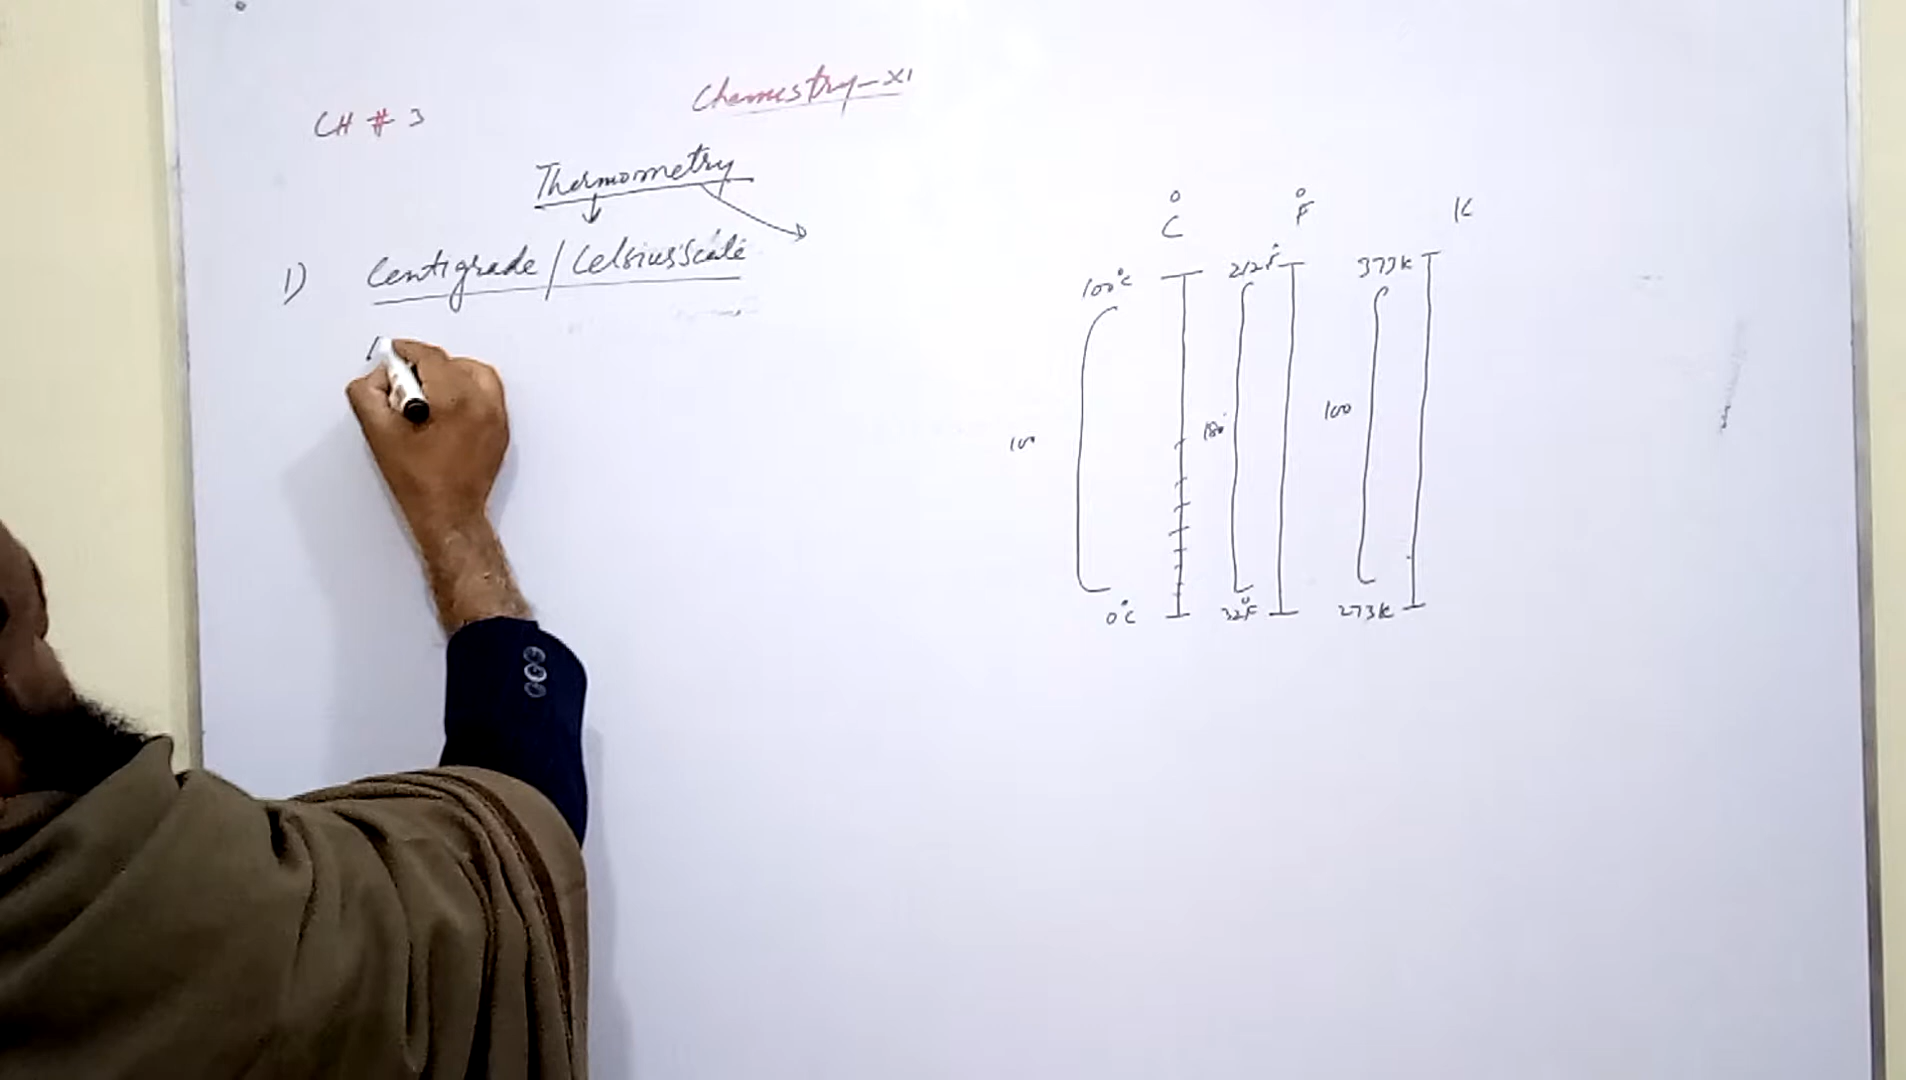 Chemistry-XI
CH # 3
Thermometry
1) Centigrade / Celsius Scale
°C °F K
100°C 212°F 373K
100 180 100
0°C 32°F 273K